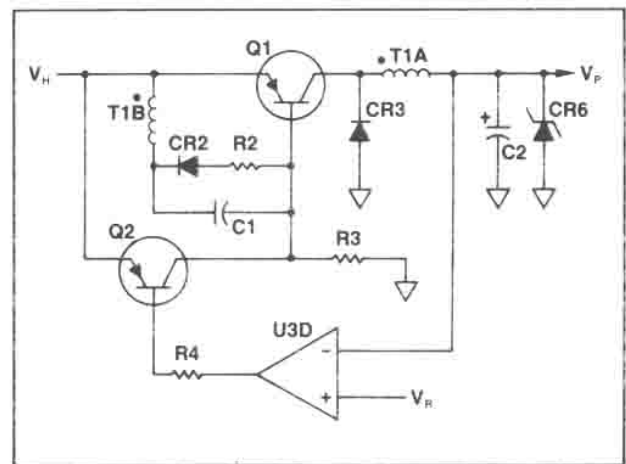 Q1
T1A
V_H
V_P
T1B
CR3
CR6
CR2
R2
+
C2
C1
Q2
R3
U3D
R4
-
+
V_R